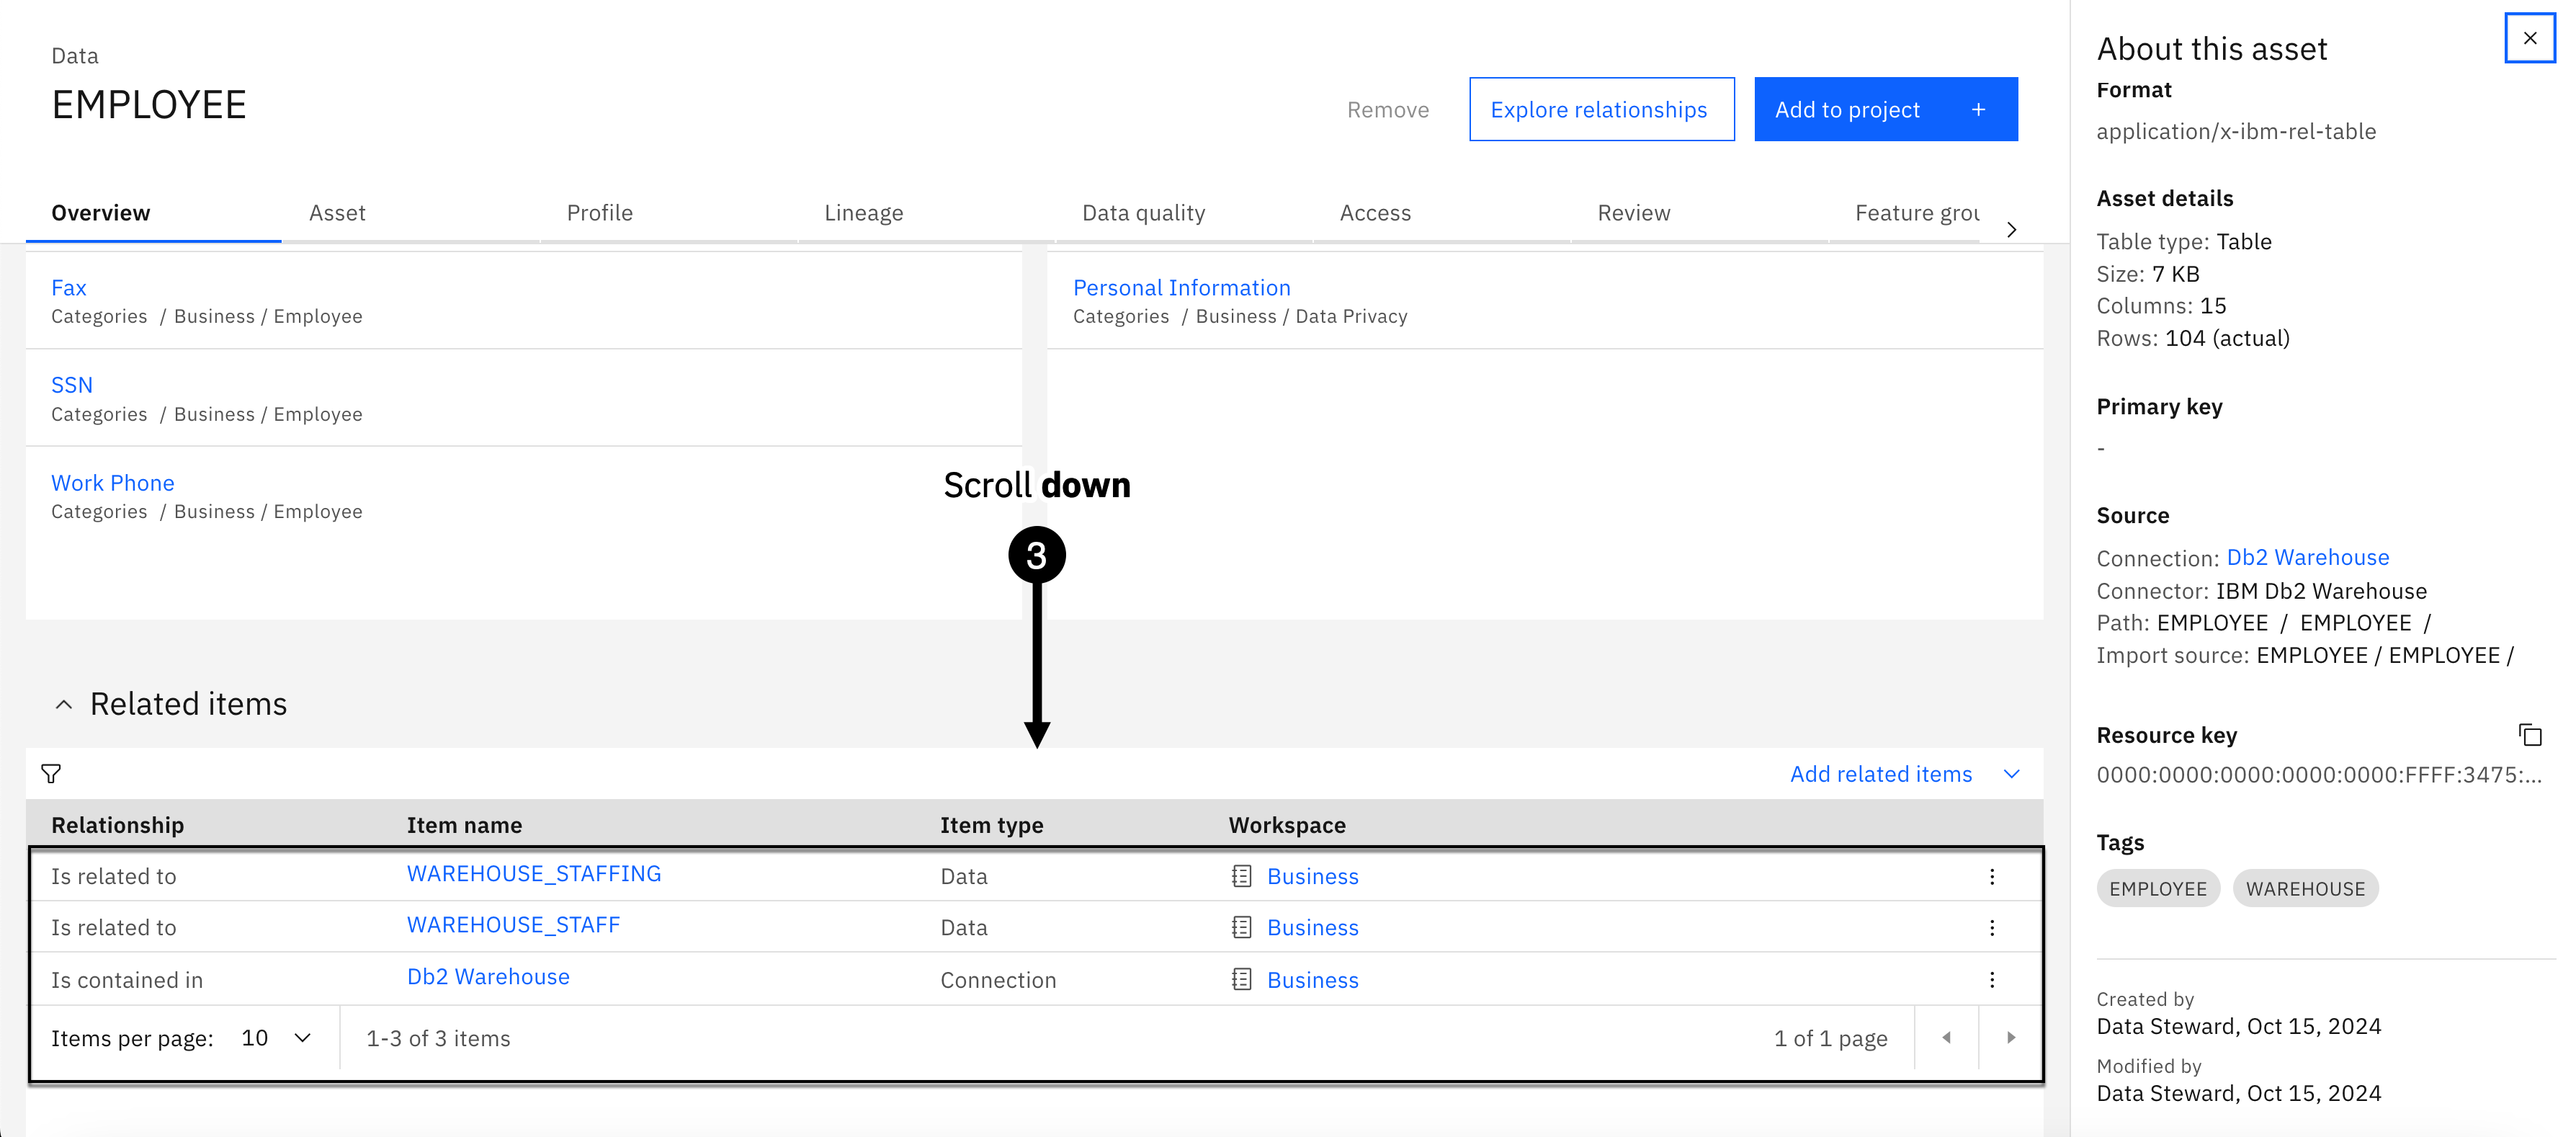 Data
EMPLOYEE
Remove
Explore relationships
Add to project +
Overview
Asset
Profile
Lineage
Data quality
Access
Review
Feature grou
Fax
Categories / Business / Employee
SSN
Categories / Business / Employee
Work Phone
Categories / Business / Employee
Personal Information
Categories / Business / Data Privacy
Scroll down
3
Related items
Add related items
Relationship Item name Item type Workspace
Is related to WAREHOUSE_STAFFING Data Business
Is related to WAREHOUSE_STAFF Data Business
Is contained in Db2 Warehouse Connection Business
Items per page: 10 1-3 of 3 items 1 of 1 page
About this asset
Format
application/x-ibm-rel-table
Asset details
Table type: Table
Size: 7 KB
Columns: 15
Rows: 104 (actual)
Primary key
-
Source
Connection: Db2 Warehouse
Connector: IBM Db2 Warehouse
Path: EMPLOYEE / EMPLOYEE /
Import source: EMPLOYEE / EMPLOYEE /
Resource key
0000:0000:0000:0000:0000:FFFF:3475:...
Tags
EMPLOYEE WAREHOUSE
Created by
Data Steward, Oct 15, 2024
Modified by
Data Steward, Oct 15, 2024